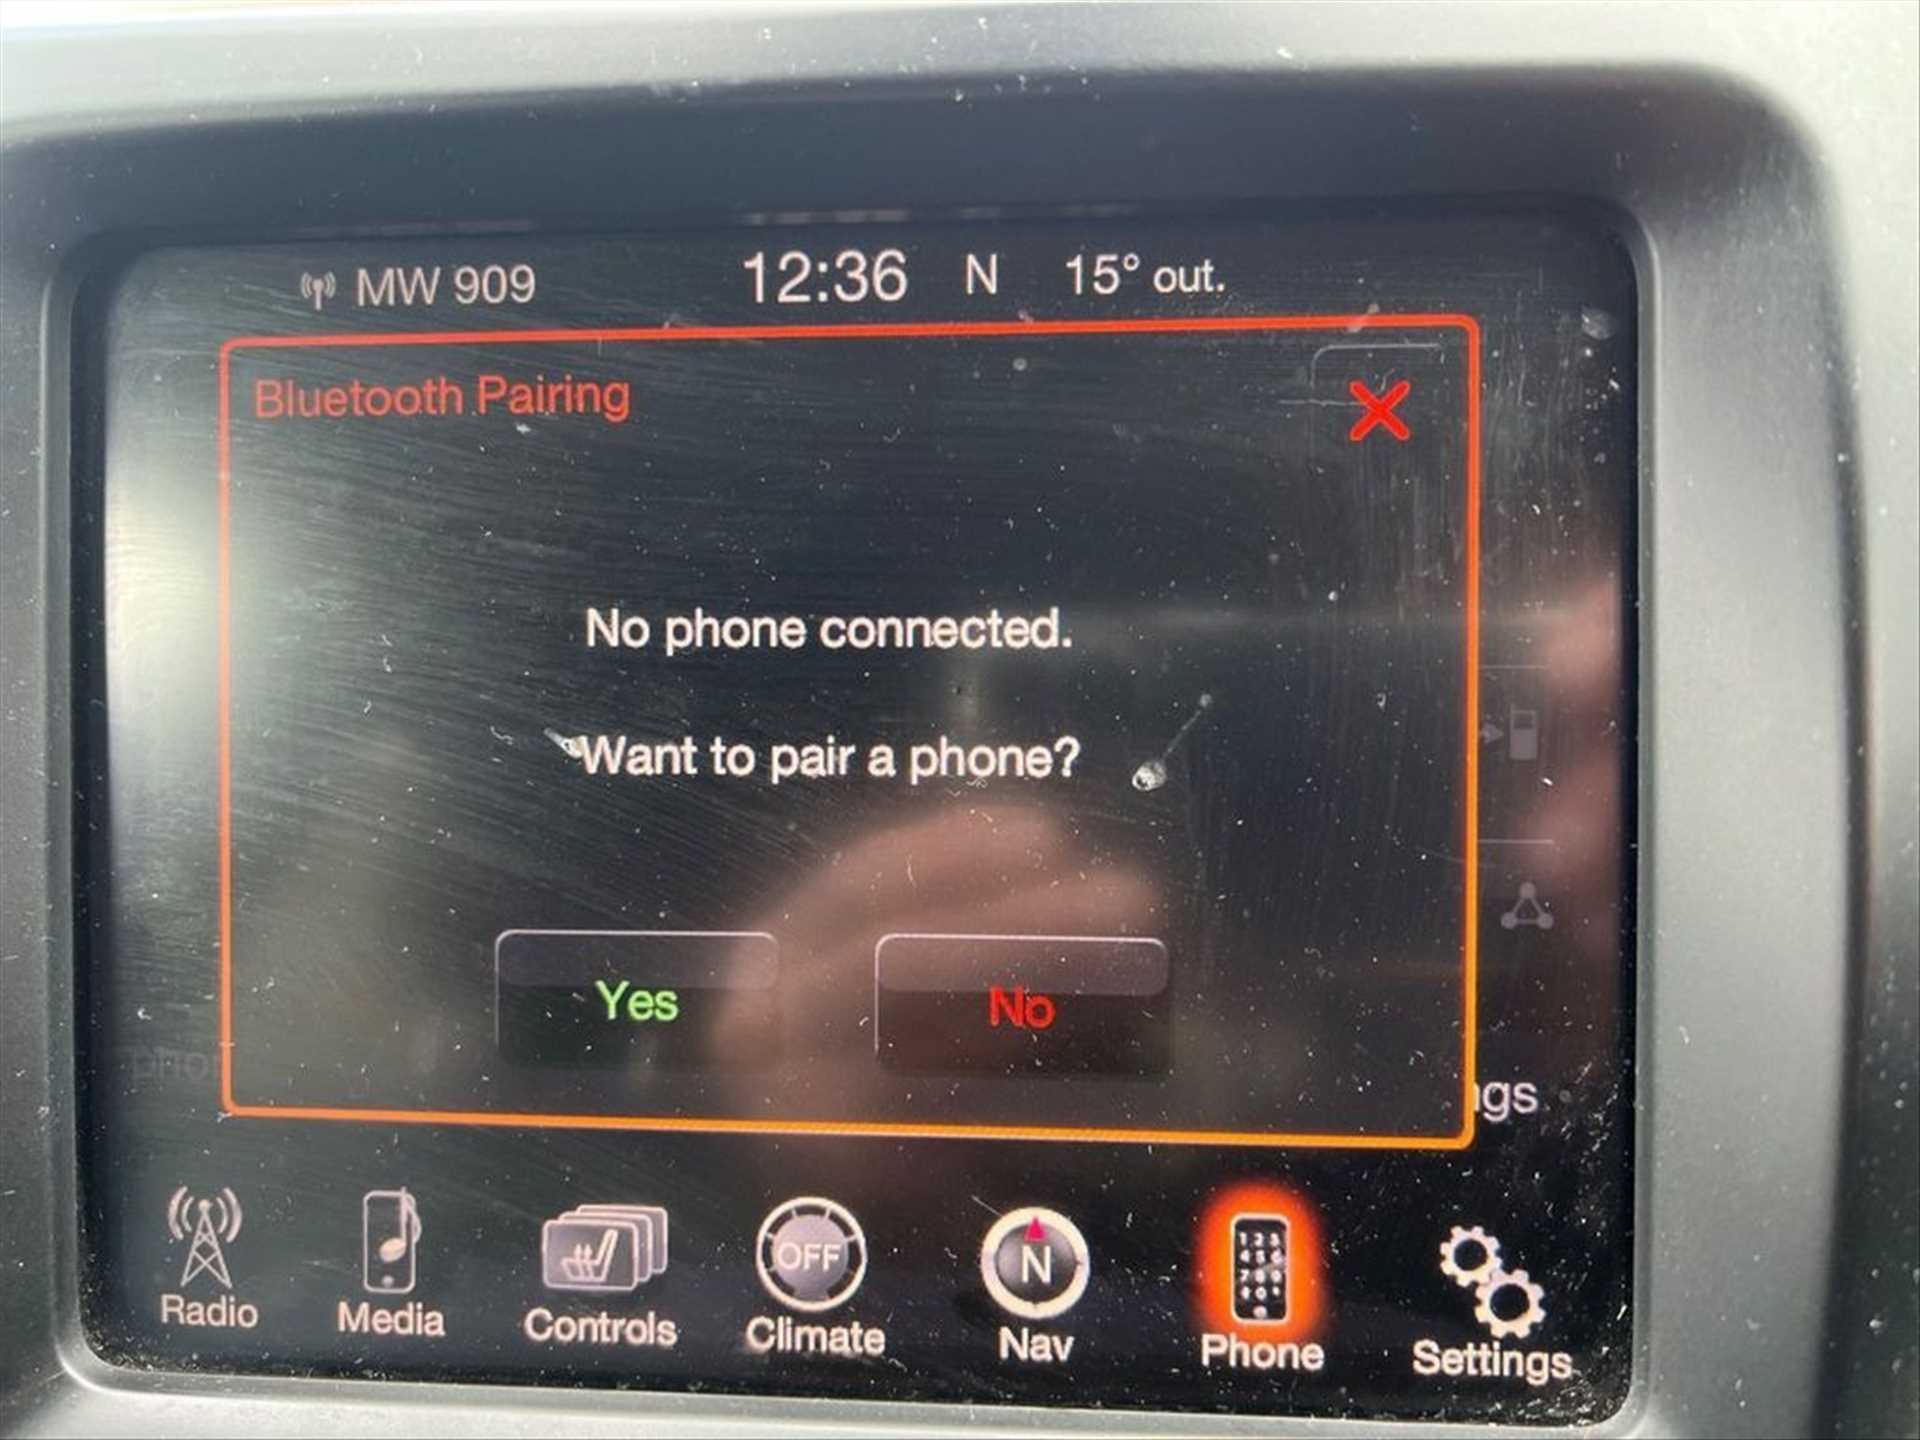 MW 909 12:36 N 15° out.
Bluetooth Pairing
No phone connected.
Want to pair a phone?
Yes No
ngs
Radio Media Controls OFF Climate N Nav Phone Settings